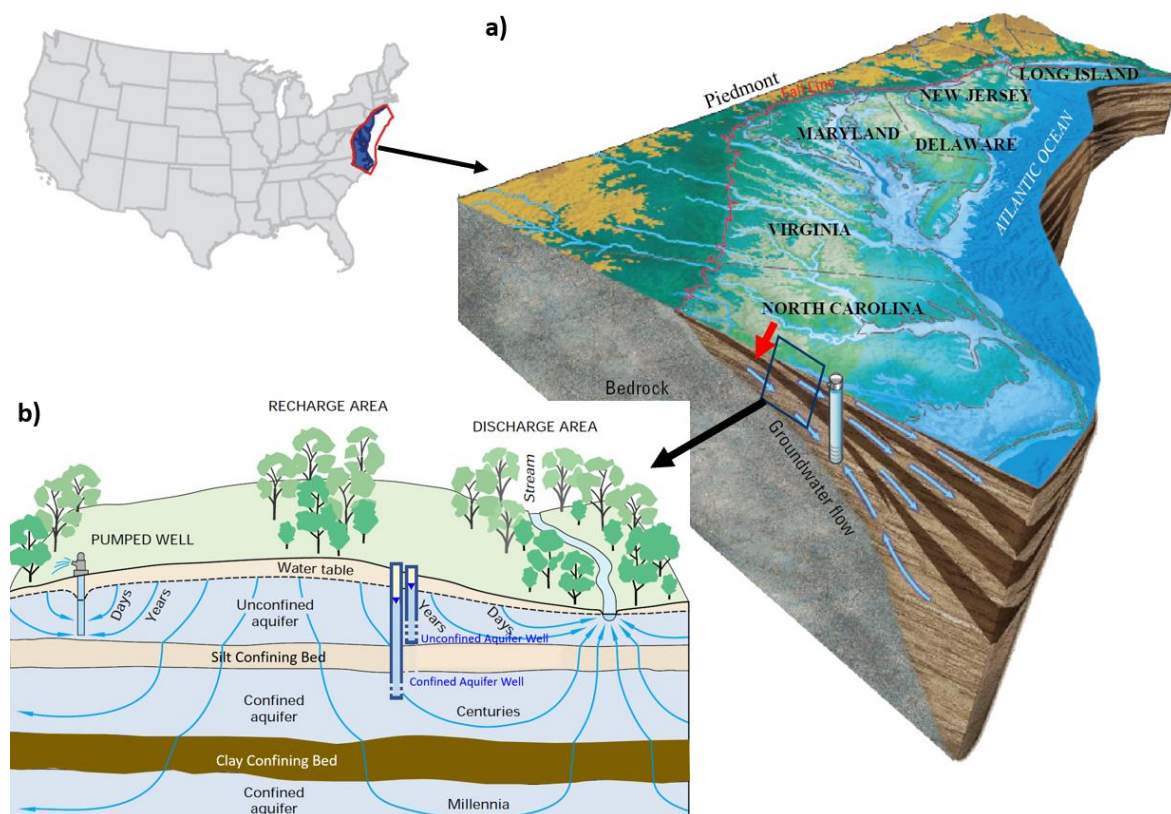 a)
Piedmont
Fall Line
LONG ISLAND
NEW JERSEY
MARYLAND
DELAWARE
ATLANTIC OCEAN
VIRGINIA
NORTH CAROLINA
Bedrock
Groundwater flow
b)
RECHARGE AREA
DISCHARGE AREA
Stream
PUMPED WELL
Water table
Days
Years
Unconfined
aquifer
Years
Days
Unconfined Aquifer Well
Silt Confining Bed
Confined Aquifer Well
Confined
aquifer
Centuries
Clay Confining Bed
Confined
aquifer
Millennia